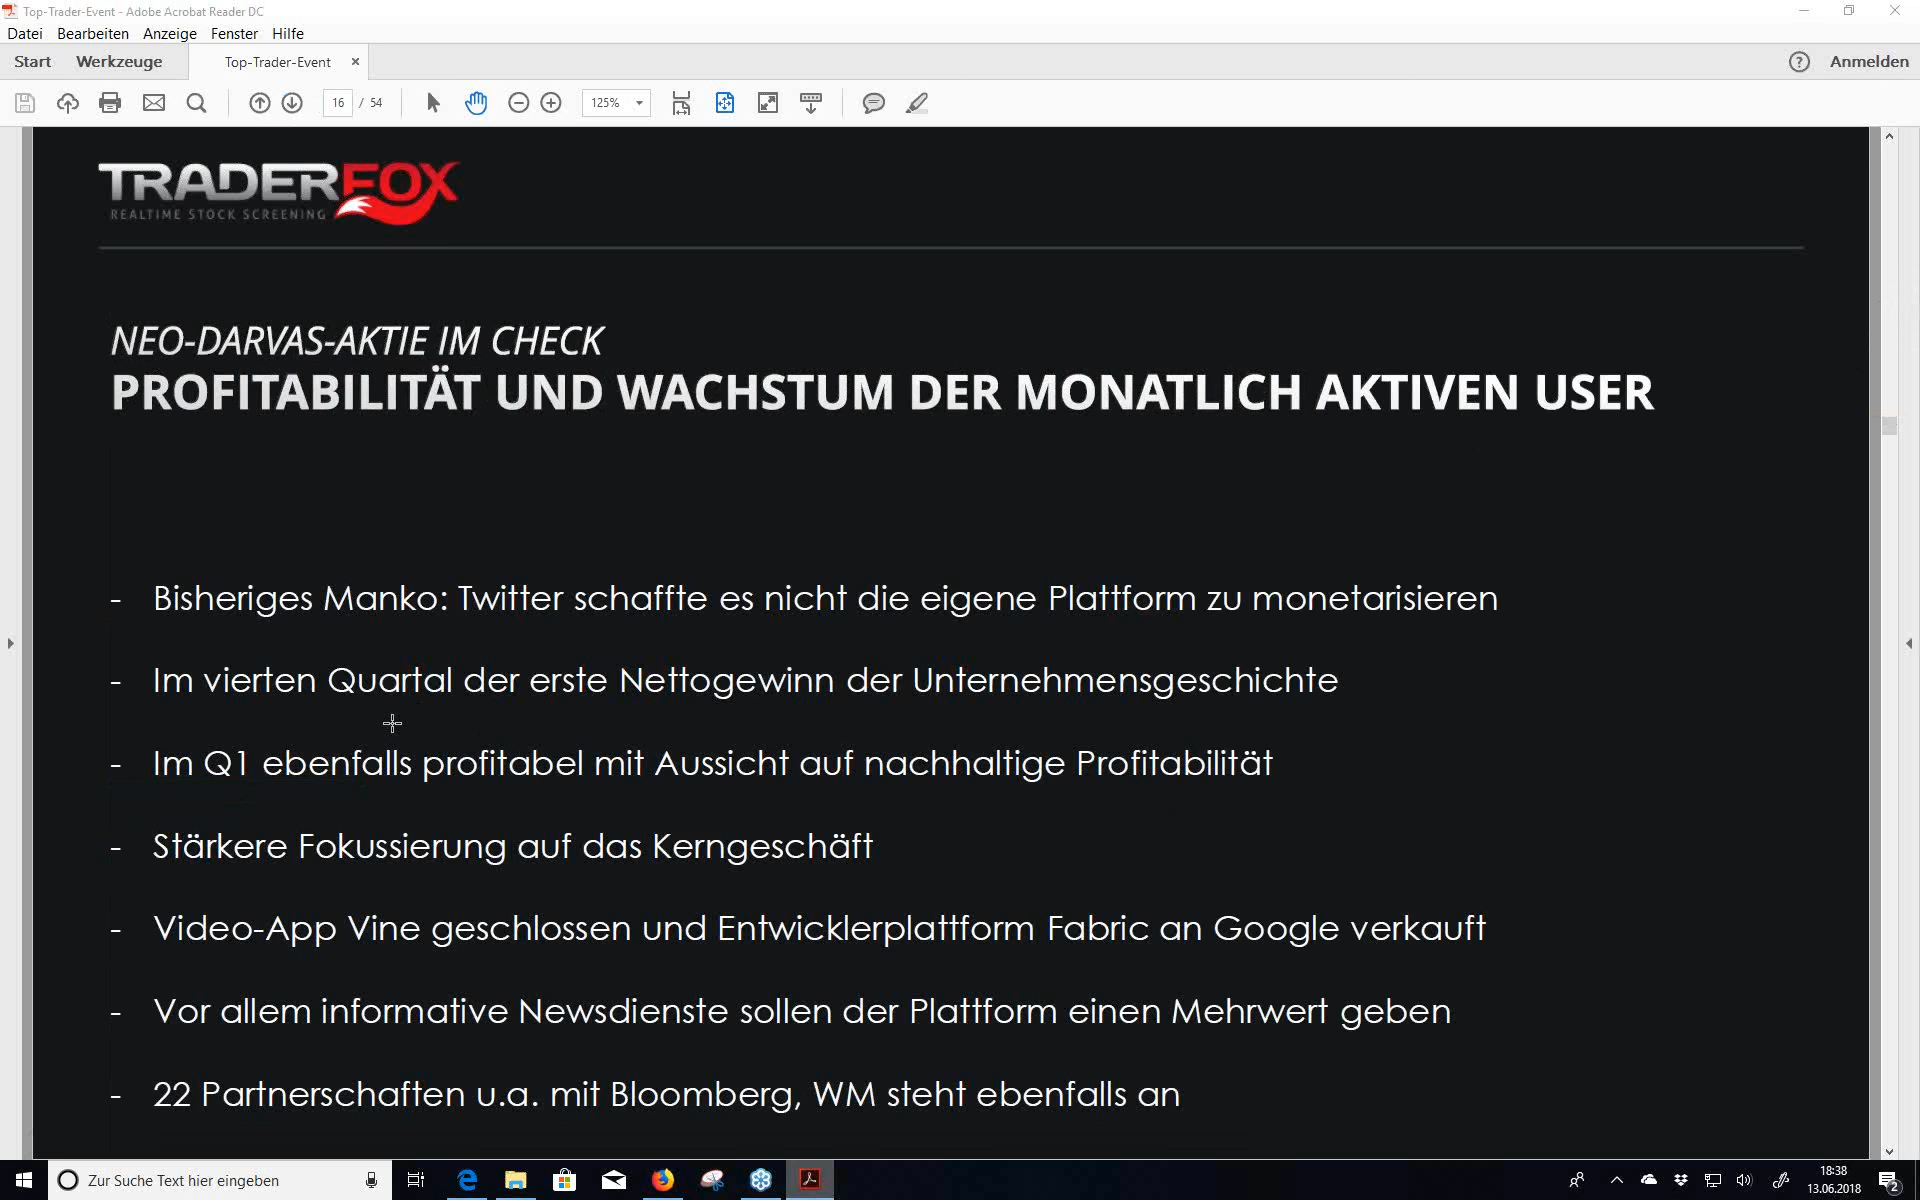 Top-Trader-Event - Adobe Acrobat Reader DC
Datei Bearbeiten Anzeige Fenster Hilfe
Start Werkzeuge Top-Trader-Event × ? Anmelden
16 / 54 125%
TRADERFOX
REALTIME STOCK SCREENING
NEO-DARVAS-AKTIE IM CHECK
PROFITABILITÄT UND WACHSTUM DER MONATLICH AKTIVEN USER
- Bisheriges Manko: Twitter schaffte es nicht die eigene Plattform zu monetarisieren
- Im vierten Quartal der erste Nettogewinn der Unternehmensgeschichte
- Im Q1 ebenfalls profitabel mit Aussicht auf nachhaltige Profitabilität
- Stärkere Fokussierung auf das Kerngeschäft
- Video-App Vine geschlossen und Entwicklerplattform Fabric an Google verkauft
- Vor allem informative Newsdienste sollen der Plattform einen Mehrwert geben
- 22 Partnerschaften u.a. mit Bloomberg, WM steht ebenfalls an
Zur Suche Text hier eingeben
18:38
13.06.2018
2